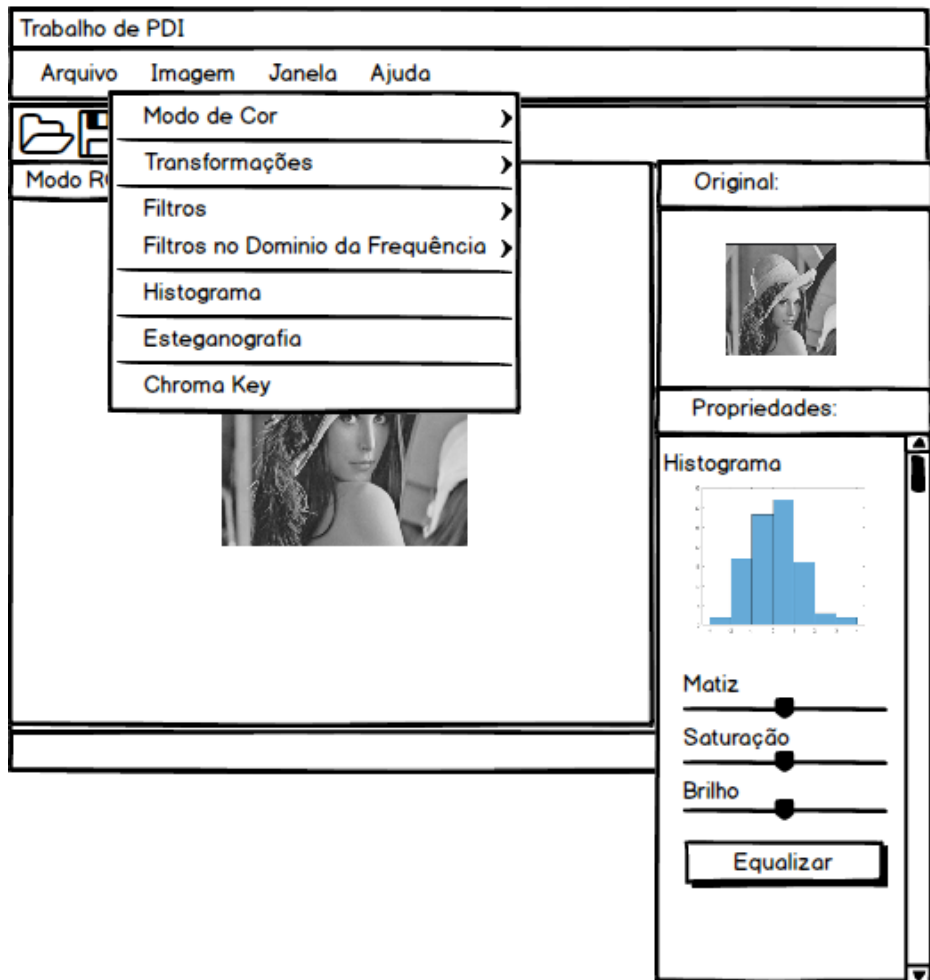 Trabalho de PDI
Arquivo Imagem Janela Ajuda
Modo de Cor
Transformações
Filtros
Filtros no Dominio da Frequência
Histograma
Esteganografia
Chroma Key
Modo
Original:
Propriedades:
Histograma
Matiz
Saturação
Brilho
Equalizar